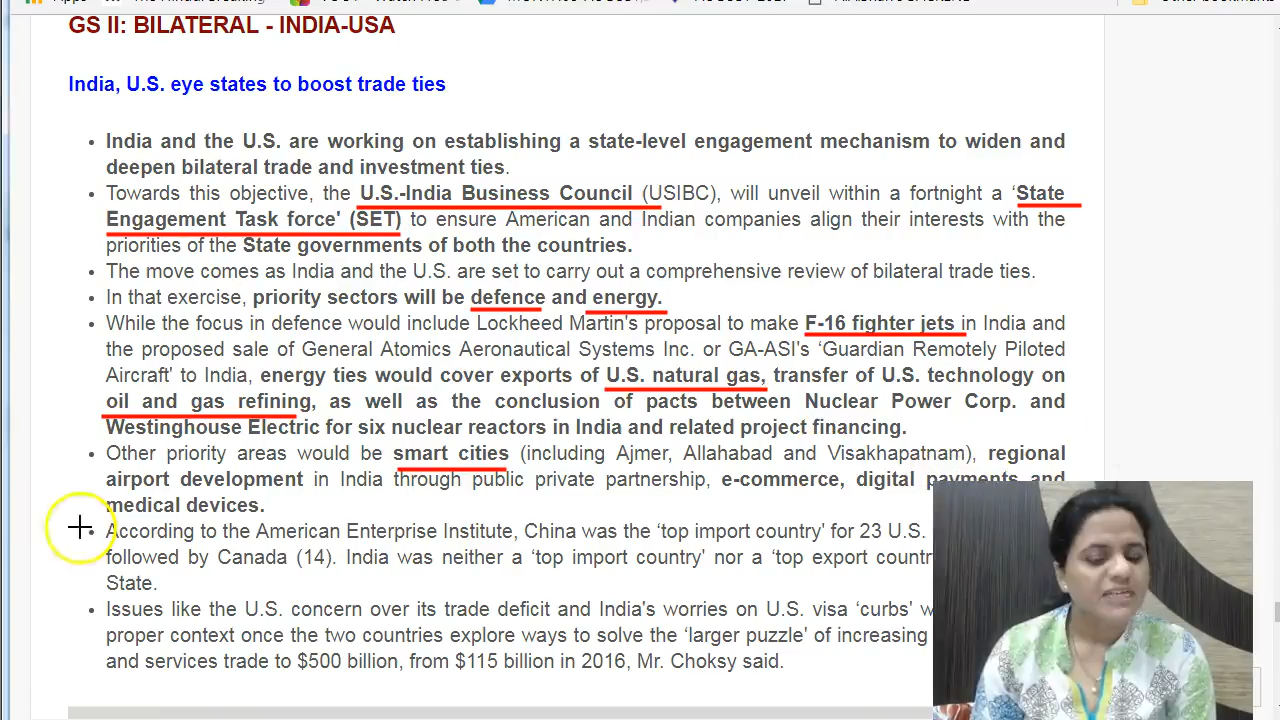 GS II: BILATERAL - INDIA-USA
India, U.S. eye states to boost trade ties
India and the U.S. are working on establishing a state-level engagement mechanism to widen and
deepen bilateral trade and investment ties.
Towards this objective, the U.S.-India Business Council (USIBC), will unveil within a fortnight a ‘State
Engagement Task force' (SET) to ensure American and Indian companies align their interests with the
priorities of the State governments of both the countries.
The move comes as India and the U.S. are set to carry out a comprehensive review of bilateral trade ties.
In that exercise, priority sectors will be defence and energy.
While the focus in defence would include Lockheed Martin's proposal to make F-16 fighter jets in India and
the proposed sale of General Atomics Aeronautical Systems Inc. or GA-ASI's ‘Guardian Remotely Piloted
Aircraft' to India, energy ties would cover exports of U.S. natural gas, transfer of U.S. technology on
oil and gas refining, as well as the conclusion of pacts between Nuclear Power Corp. and
Westinghouse Electric for six nuclear reactors in India and related project financing.
Other priority areas would be smart cities (including Ajmer, Allahabad and Visakhapatnam), regional
airport development in India through public private partnership, e-commerce, digital payments and
medical devices.
According to the American Enterprise Institute, China was the ‘top import country' for 23 U.S.
followed by Canada (14). India was neither a ‘top import country' nor a ‘top export
State.
Issues like the U.S. concern over its trade deficit and India's worries on U.S. visa ‘curbs'
proper context once the two countries explore ways to solve the ‘larger puzzle' of increasing
and services trade to $500 billion, from $115 billion in 2016, Mr. Choksy said.